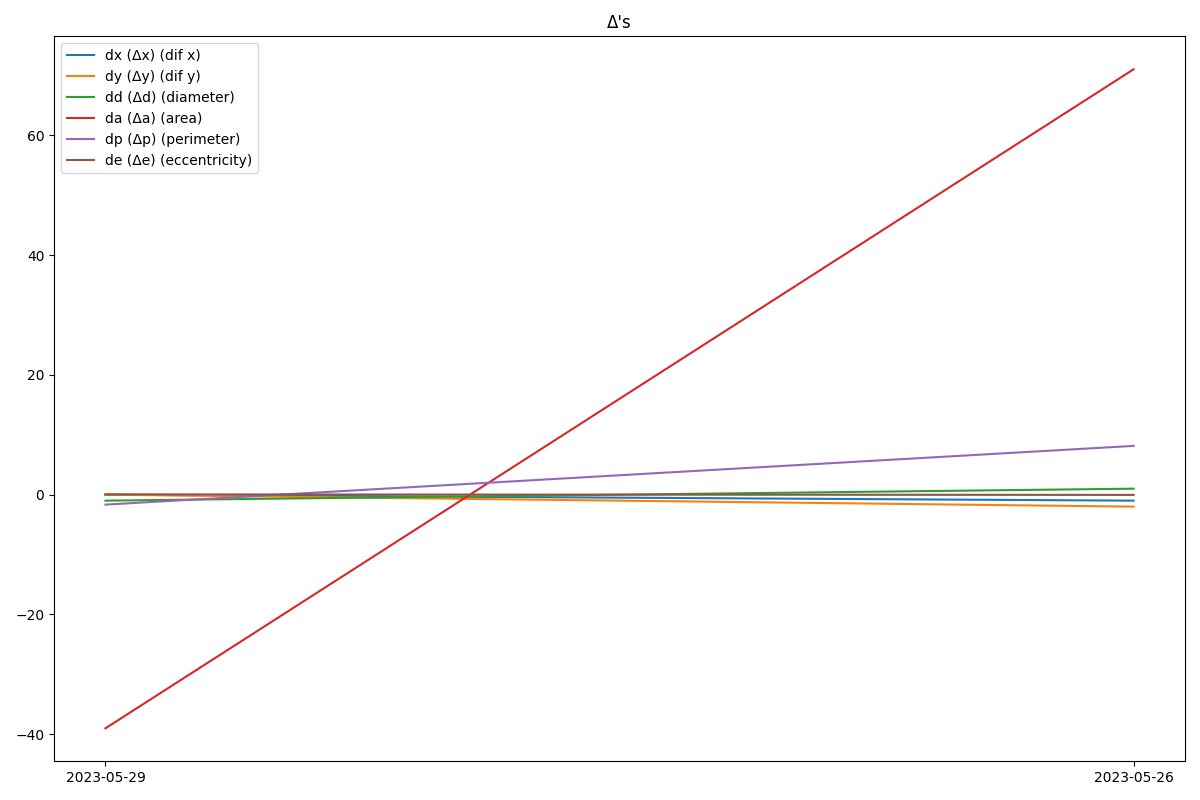 Δ's
dx (Δx) (dif x)
dy (Δy) (dif y)
dd (Δd) (diameter)
da (Δa) (area)
dp (Δp) (perimeter)
de (Δe) (eccentricity)
60
40
20
0
−20
−40
2023-05-29
2023-05-26